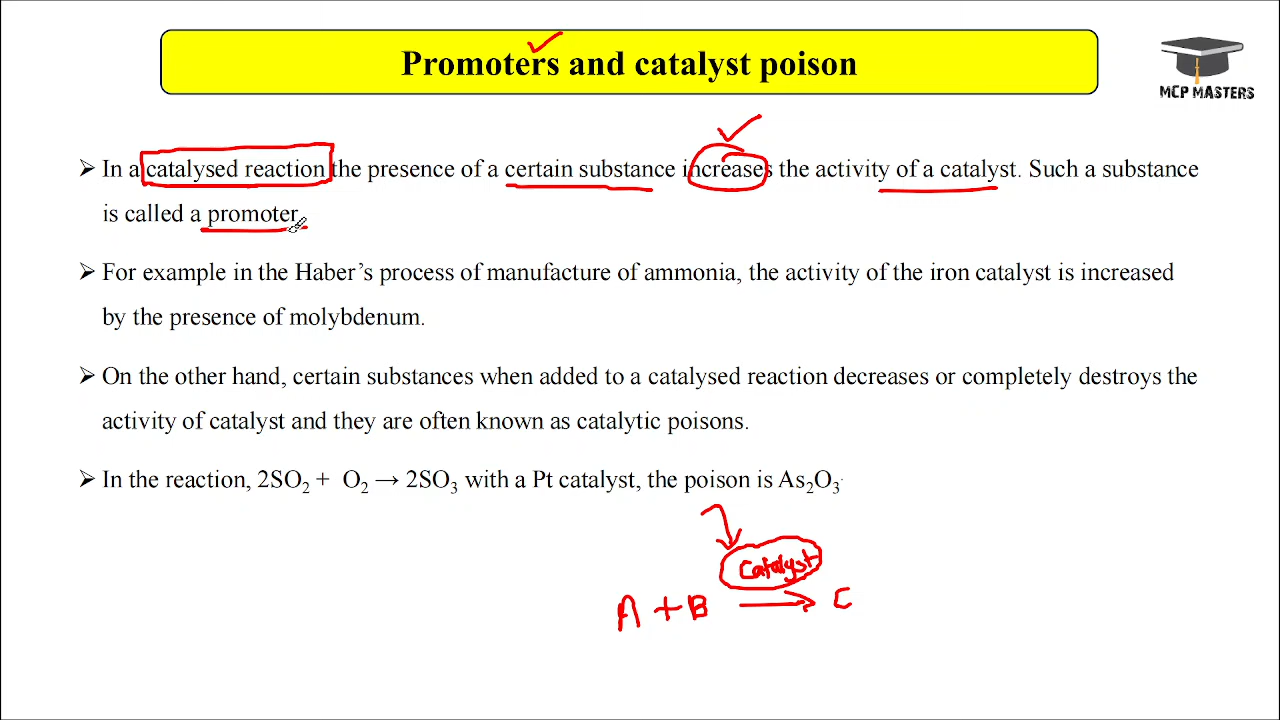 Promoters and catalyst poison
MCP MASTERS
➢ In a catalysed reaction the presence of a certain substance increases the activity of a catalyst. Such a substance
is called a promoter.
➢ For example in the Haber’s process of manufacture of ammonia, the activity of the iron catalyst is increased
by the presence of molybdenum.
➢ On the other hand, certain substances when added to a catalysed reaction decreases or completely destroys the
activity of catalyst and they are often known as catalytic poisons.
➢ In the reaction, 2SO₂ + O₂ → 2SO₃ with a Pt catalyst, the poison is As₂O₃.
Catalyst
A + B → C